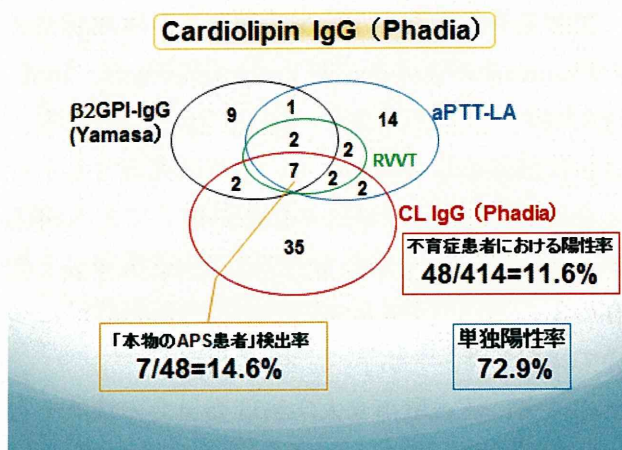 Cardiolipin IgG (Phadia)
β2GPI-IgG
(Yamasa)
9
1
14
aPTT-LA
2
2
RVVT
7
2
2
2
CL IgG (Phadia)
35
不育症患者における陽性率
48/414=11.6%
「本物のAPS患者」検出率
7/48=14.6%
単独陽性率
72.9%